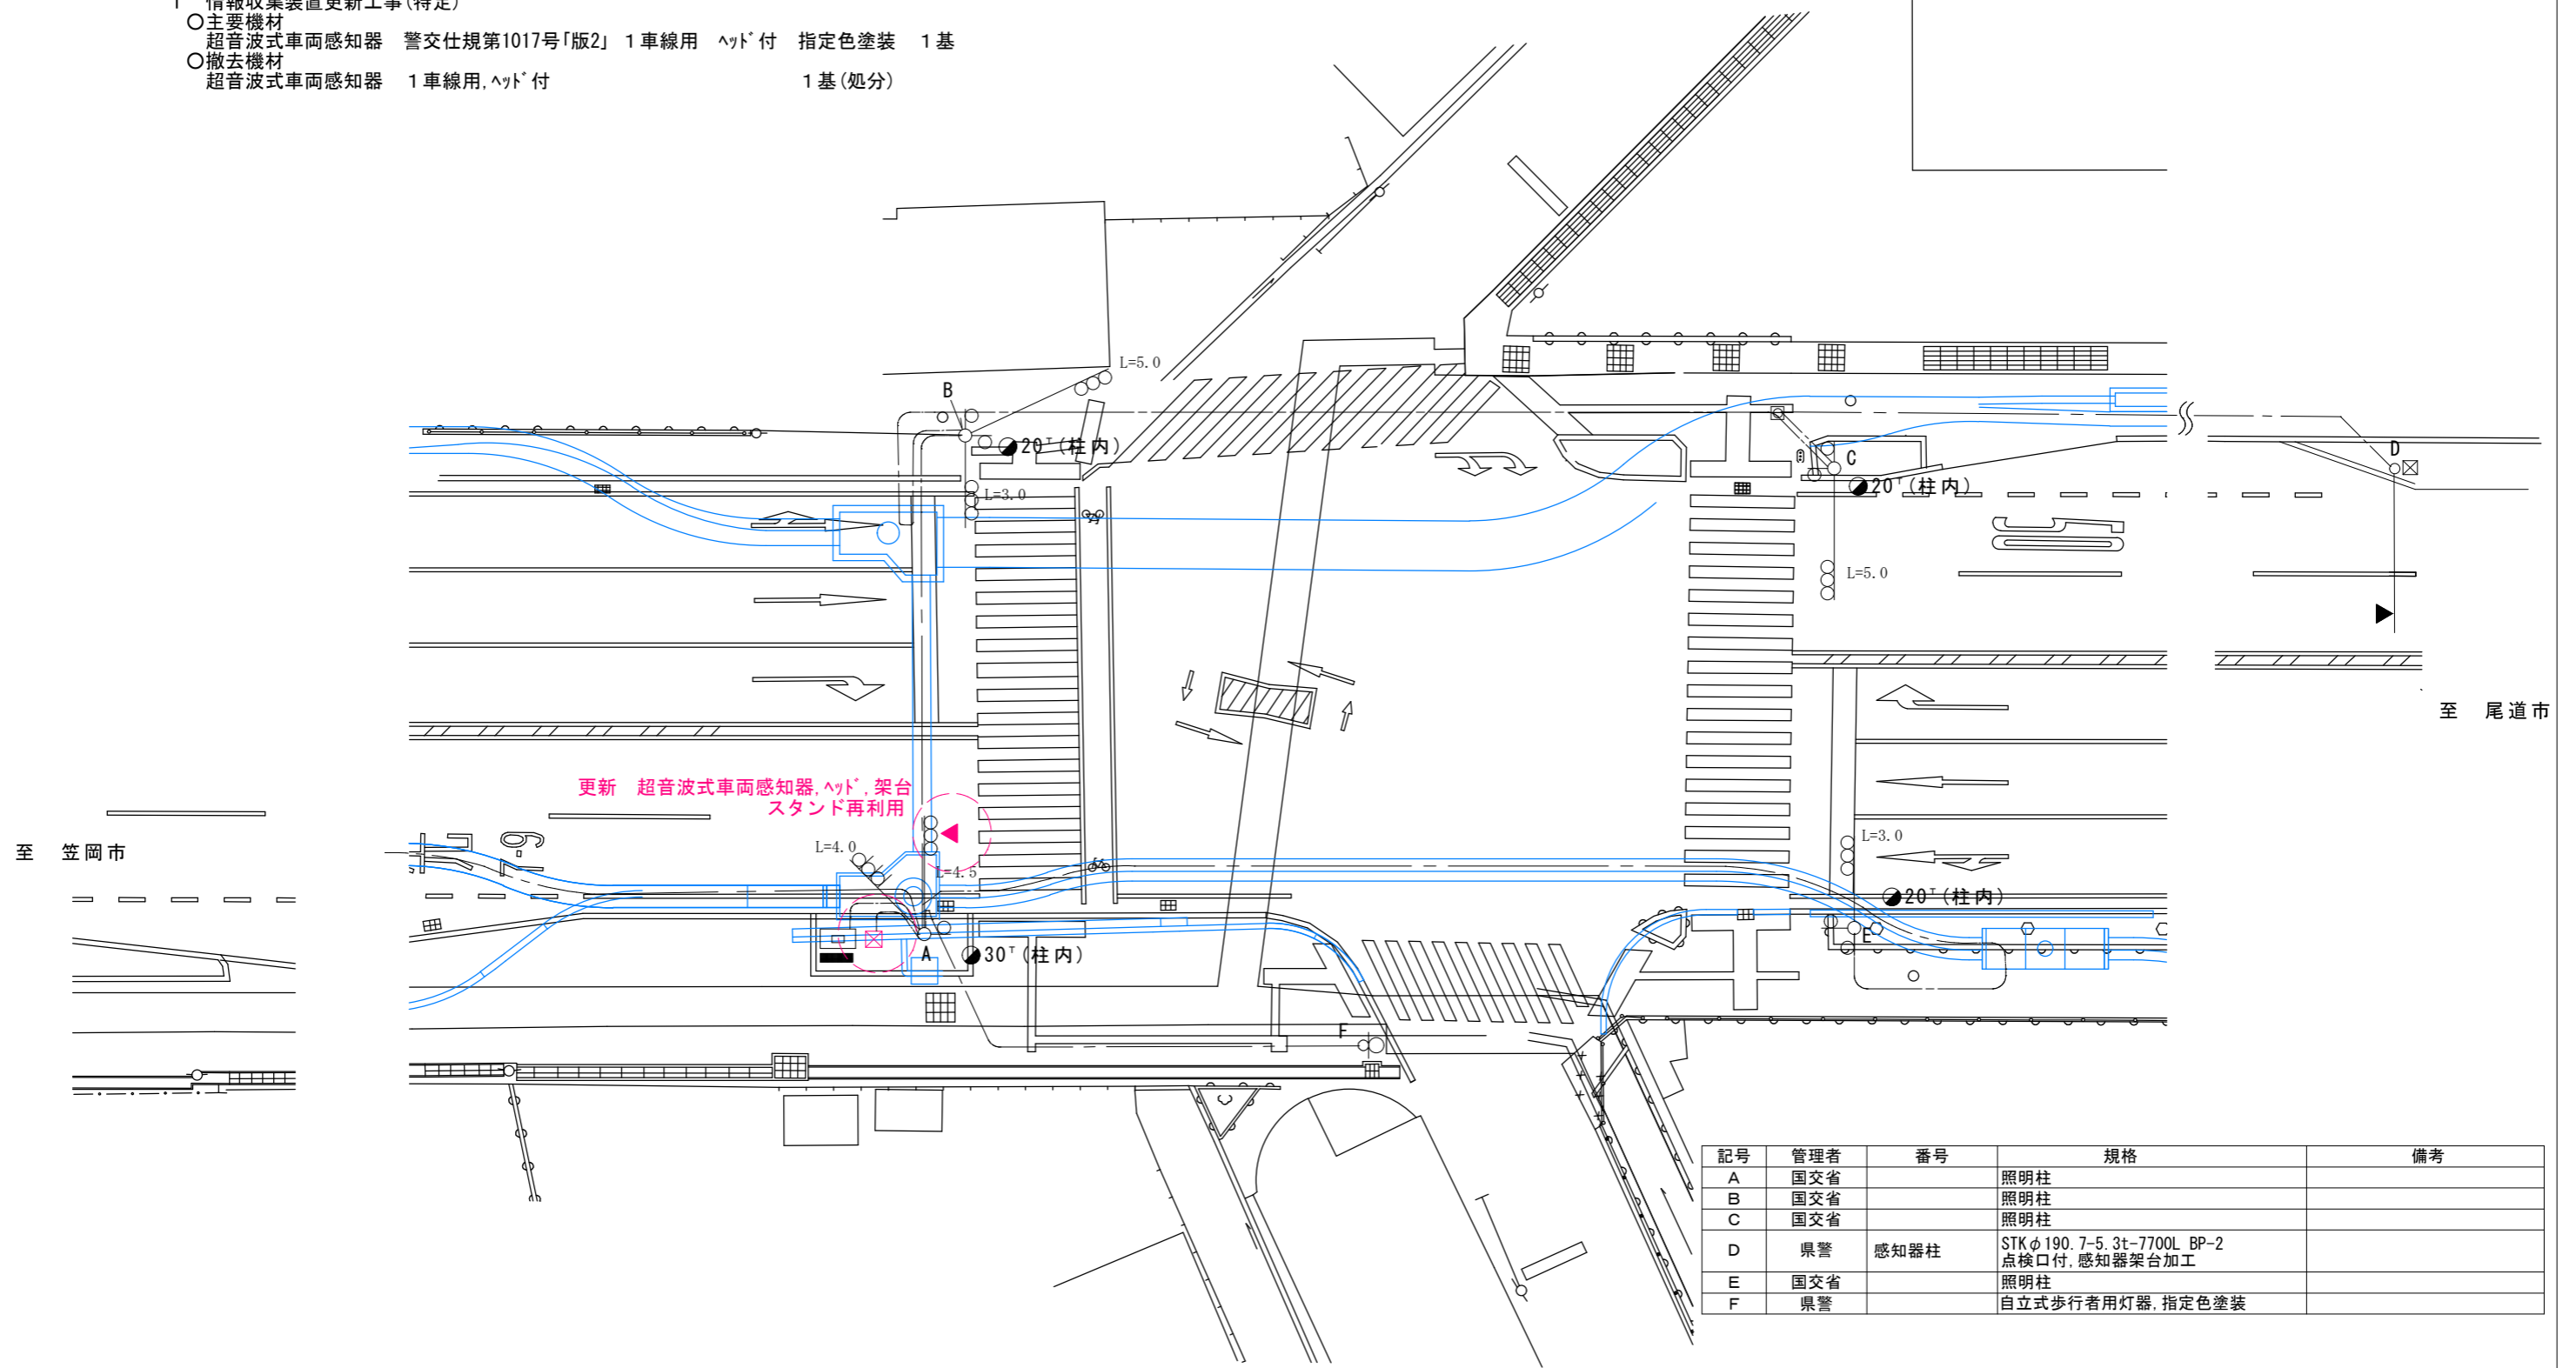 1 情報収集装置更新工事(特定)
○主要機材
超音波式車両感知器 警交仕規第1017号「版2」 1車線用 ヘッド付 指定色塗装 1基
○撤去機材
超音波式車両感知器 1車線用,ヘッド付 1基(処分)
L=5.0
B
20T(柱内)
L=3.0
C
20T(柱内)
D
L=5.0
至 尾道市
更新 超音波式車両感知器,ヘッド,架台
スタンド再利用
至 笠岡市
L=4.0
L=4.5
L=3.0
20T(柱内)
E
A
30T(柱内)
F
記号 管理者 番号 規格 備考
A 国交省 照明柱
B 国交省 照明柱
C 国交省 照明柱
D 県警 感知器柱 STKφ190.7-5.3t-7700L BP-2
点検口付,感知器架台加工
E 国交省 照明柱
F 県警 自立式歩行者用灯器,指定色塗装